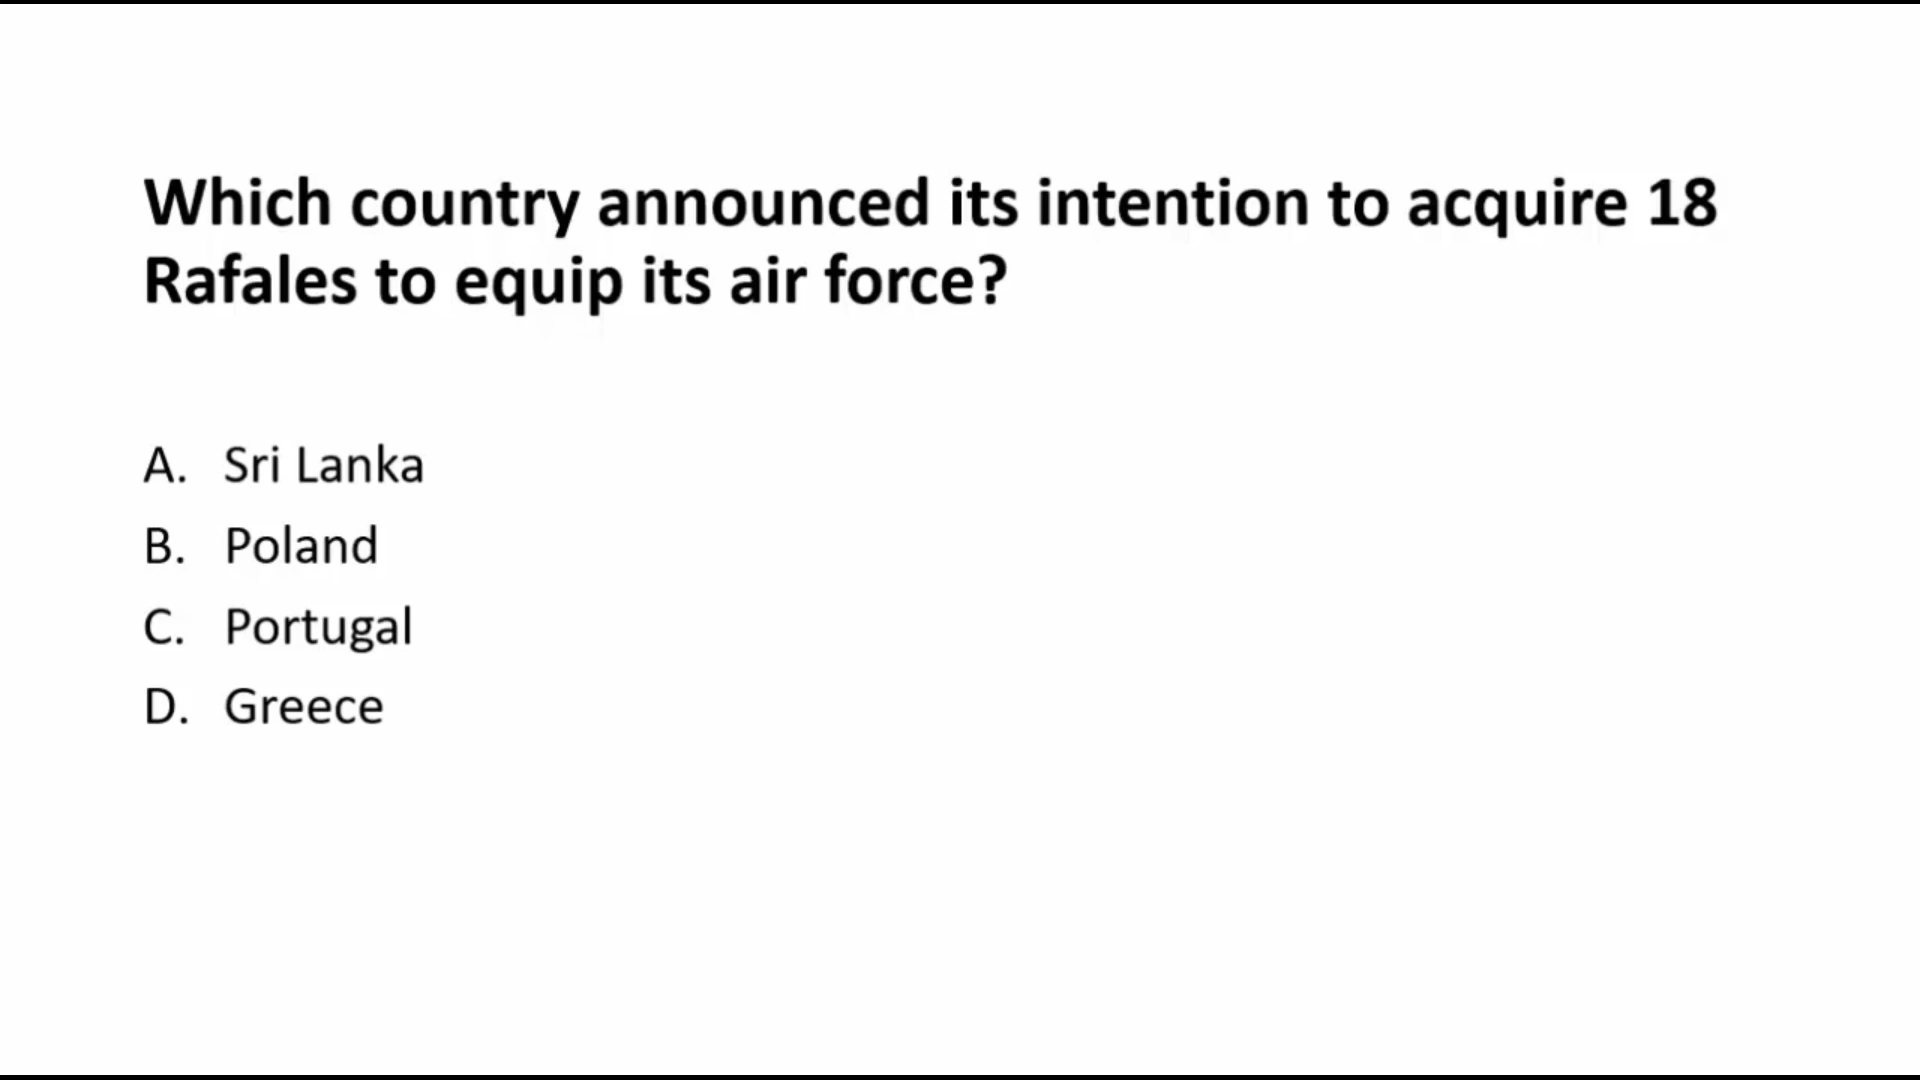 Which country announced its intention to acquire 18
Rafales to equip its air force?
A. Sri Lanka
B. Poland
C. Portugal
D. Greece